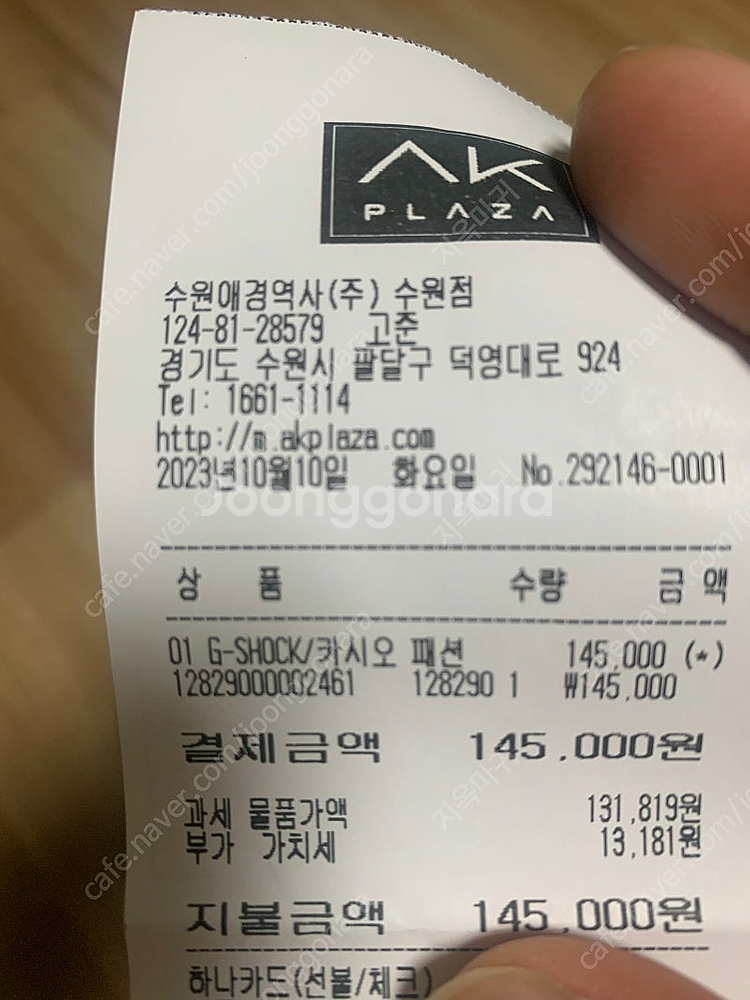 AK
PLAZA
수원애경역사(주) 수원점
124-81-28579 고준
경기도 수원시 팔달구 덕영대로 924
Tel: 1661-1114
http://m.akplaza.com
2023년10월10일 화요일 No.292146-0001
Joonggonara
상 품 수량 금 액
01 G-SHOCK/카시오 패션 145,000 (*)
12829000002461 128290 1 ₩145,000
결제금액 145,000원
과세 물품가액 131,819원
부가 가치세 13,181원
지불금액 145,000원
하나카드(선불/체크)
cafe.naver.com/joonggonara
지옥마귀